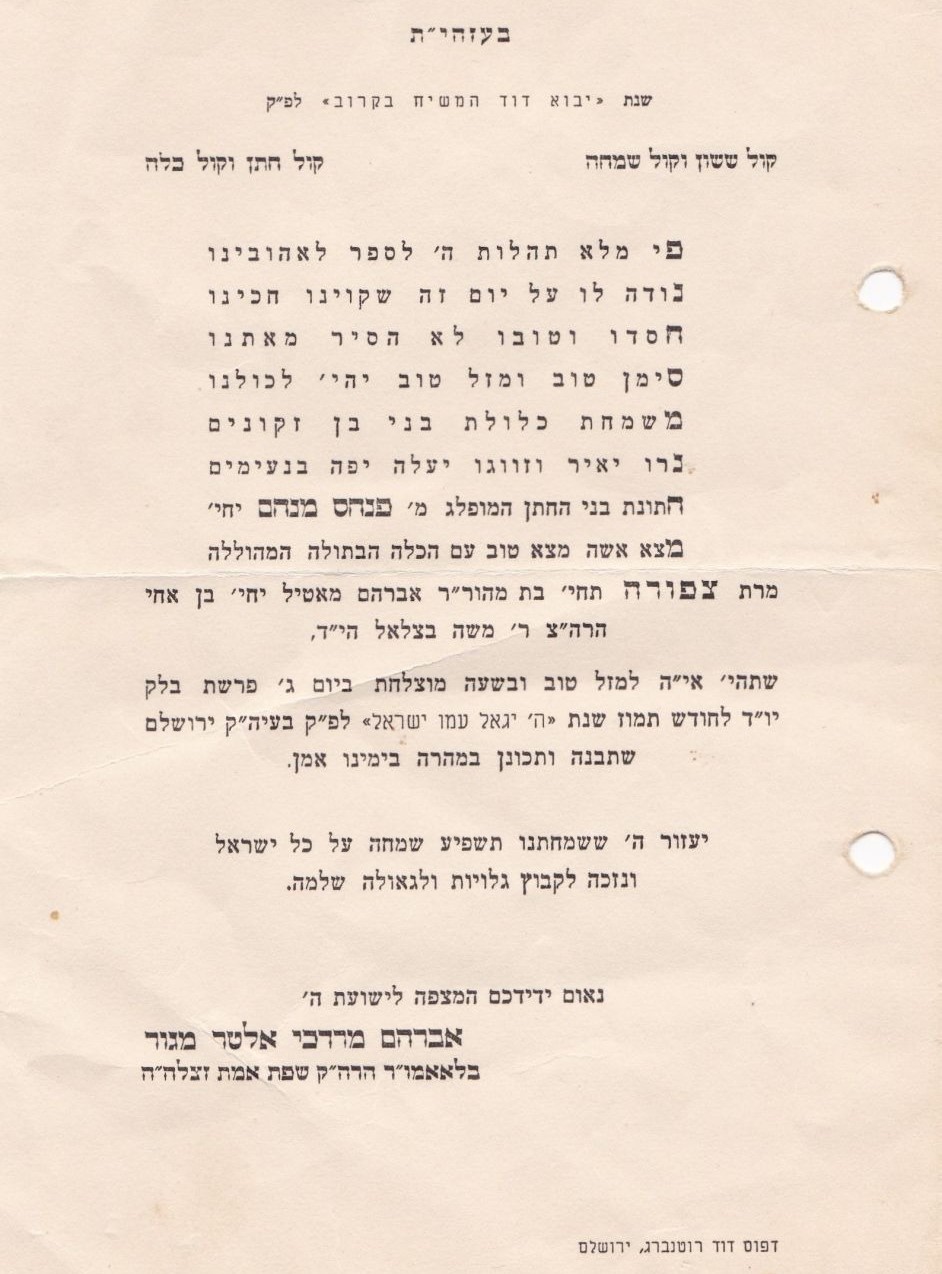 בעזהי״ת
שנת «יבוא דוד המשיח בקרוב» לפ״ק
קול ששון וקול שמחה קול חתן וקול כלה
פי מלא תהלות ה׳ לספר לאהובינו
נודה לו על יום זה שקוינו חכינו
חסדו וטובו לא הסיר מאתנו
סימן טוב ומזל טוב יהי׳ לכולנו
משמחת כלולת בני בן זקונים
נרו יאיר וזווגו יעלה יפה בנעימים
חתונת בני החתן המופלג מ׳ פנחס מנחם יחי׳
מצא אשה מצא טוב עם הכלה הבתולה המהוללה
מרת צפורה תחי׳ בת מהור״ר אברהם מאטיל יחי׳ בן אחי
הרה״צ ר׳ משה בצלאל הי״ד,
שתהי׳ אי״ה למזל טוב ובשעה מוצלחת ביום ג׳ פרשת בלק
יו״ד לחודש תמוז שנת «ה׳ יגאל עמו ישראל» לפ״ק בעיה״ק ירושלם
שתבנה ותכונן במהרה בימינו אמן.
יעזור ה׳ ששמחתנו תשפיע שמחה על כל ישראל
ונזכה לקבוץ גלויות ולגאולה שלמה.
נאום ידידכם המצפה לישועת ה׳
אברהם מרדכי אלטר מגור
בלאאמו״ר הרה״ק שפת אמת זצלה״ה
דפוס דוד רוטנברג, ירושלם